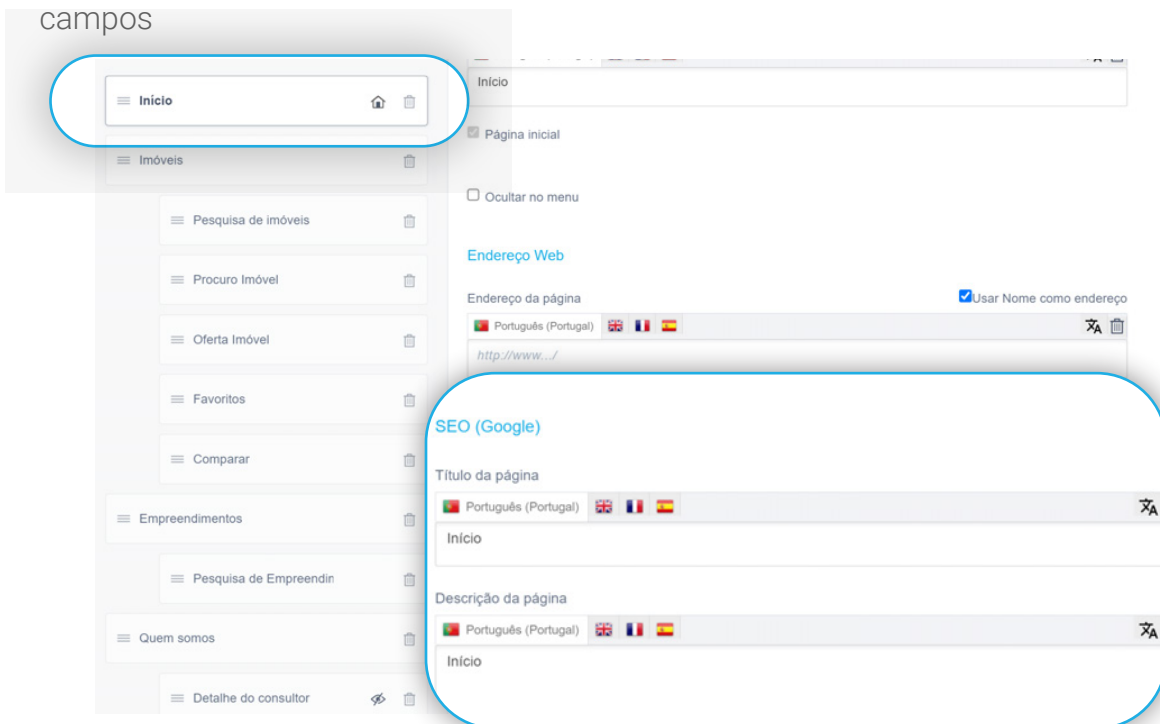 campos
Início
Imóveis
Pesquisa de imóveis
Procuro Imóvel
Oferta Imóvel
Favoritos
Comparar
Empreendimentos
Pesquisa de Empreendin
Quem somos
Detalhe do consultor
Início
Página inicial
Ocultar no menu
Endereço Web
Endereço da página
Usar Nome como endereço
Português (Portugal)
http://www.../
SEO (Google)
Título da página
Português (Portugal)
Início
Descrição da página
Português (Portugal)
Início